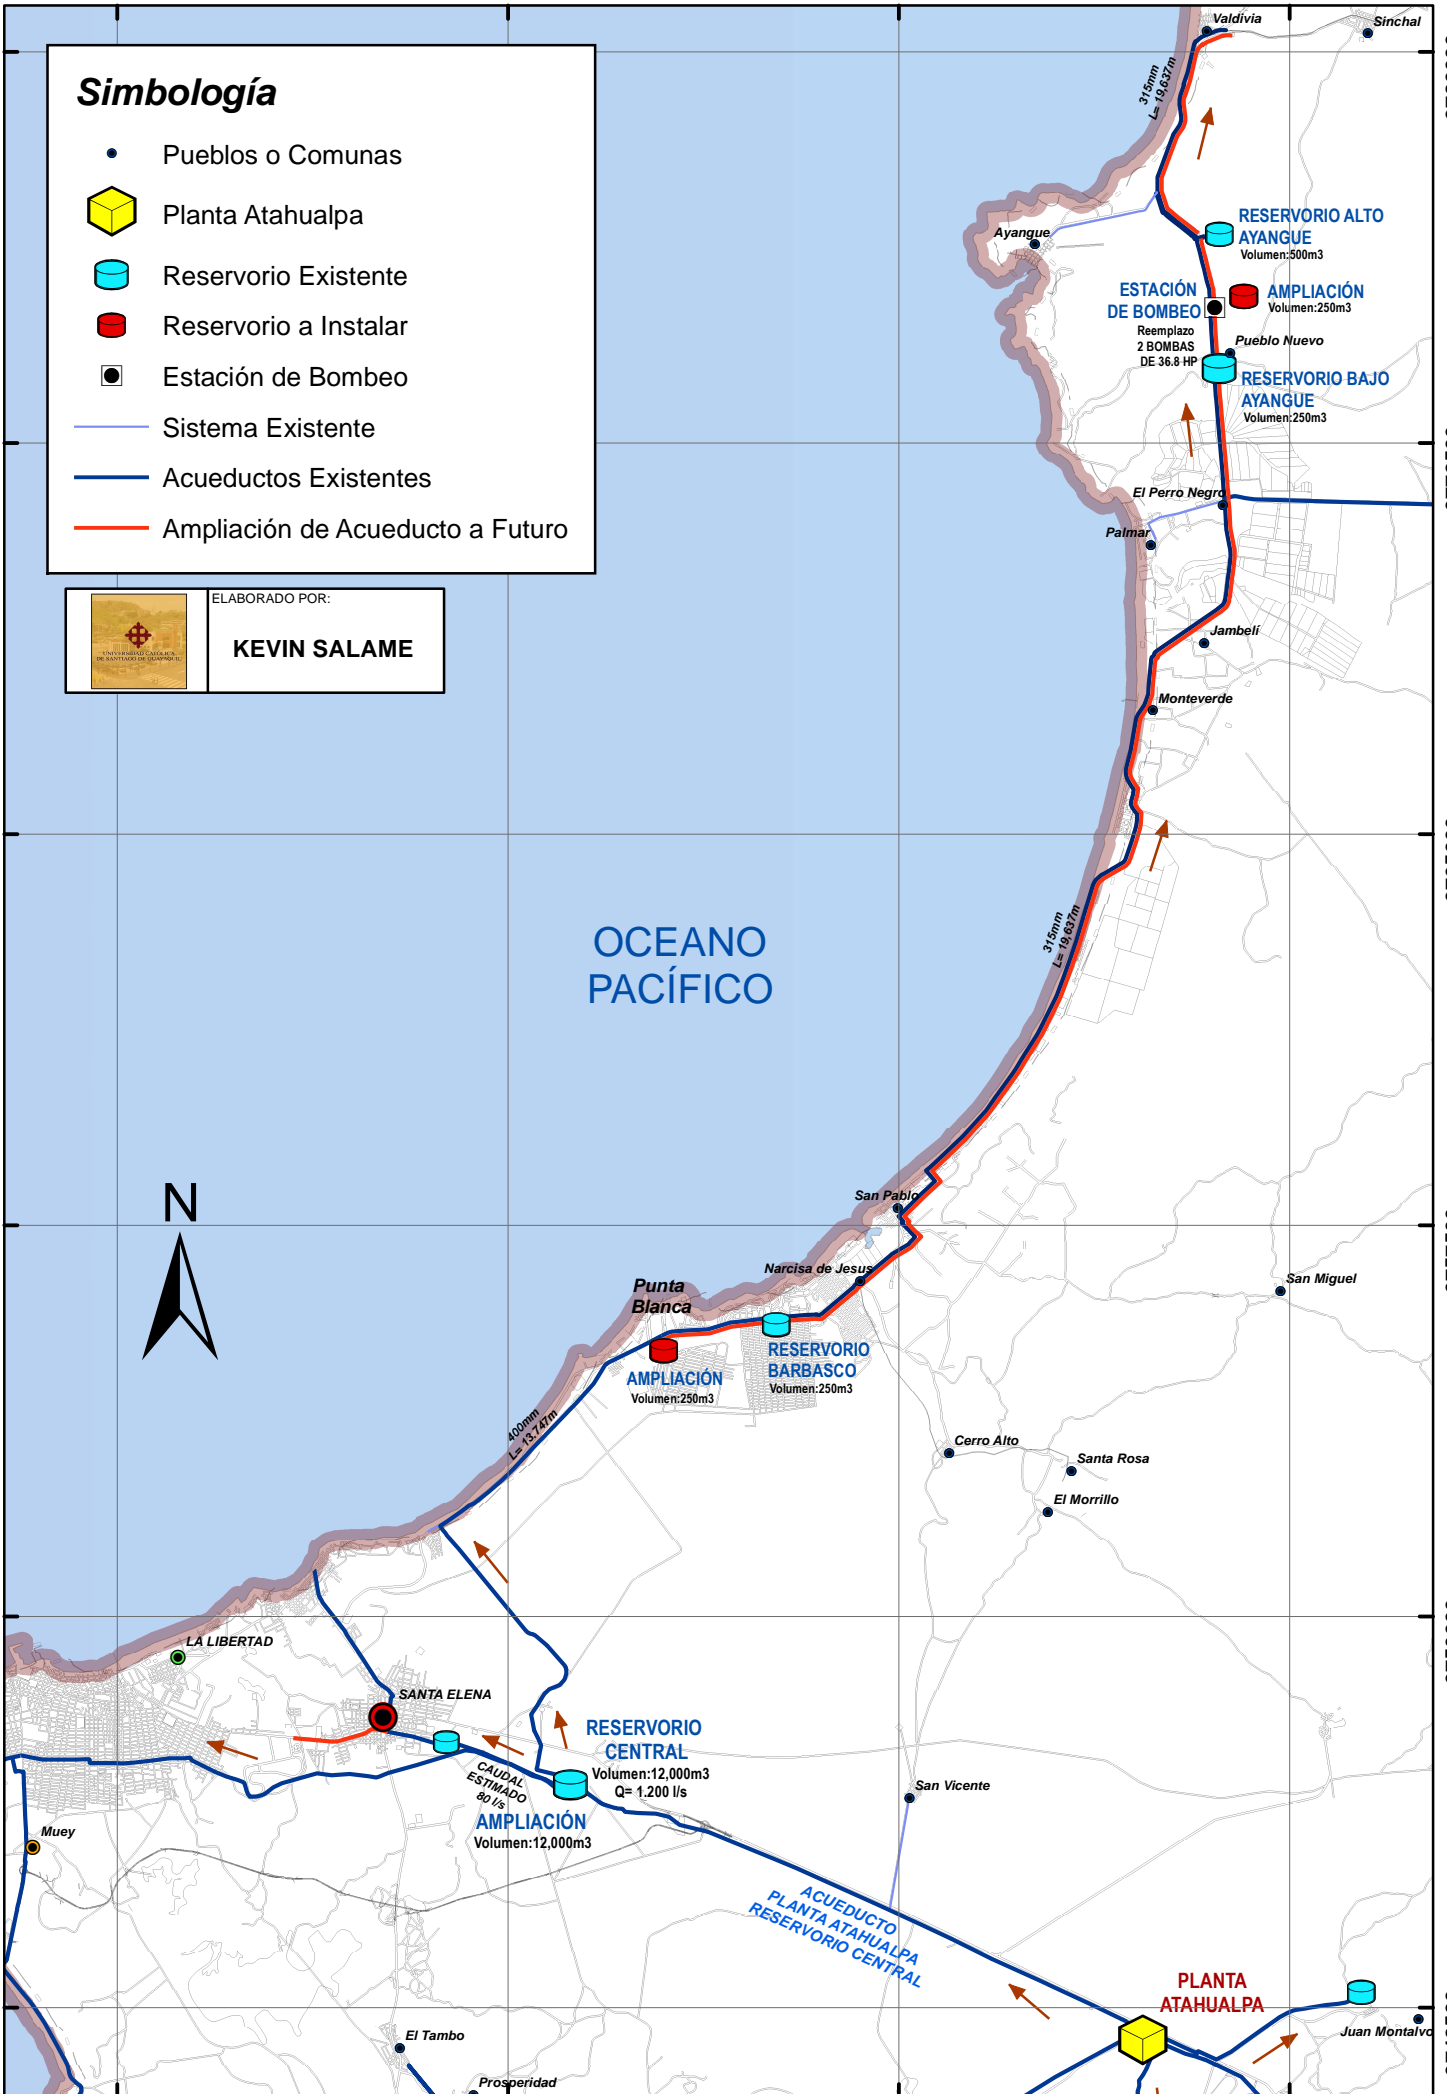 Simbología
Pueblos o Comunas
Planta Atahualpa
Reservorio Existente
Reservorio a Instalar
Estación de Bombeo
Sistema Existente
Acueductos Existentes
Ampliación de Acueducto a Futuro
UNIVERSIDAD CATÓLICA
DE SANTIAGO DE GUAYAQUIL
ELABORADO POR:
KEVIN SALAME
Valdivia
Sinchal
315mm
L= 19,637m
Ayangue
RESERVORIO ALTO
AYANGUE
Volumen:500m3
ESTACIÓN
DE BOMBEO
Reemplazo
2 BOMBAS
DE 36.8 HP
AMPLIACIÓN
Volumen:250m3
Pueblo Nuevo
RESERVORIO BAJO
AYANGUE
Volumen:250m3
El Perro Negro
Palmar
Jambelí
Monteverde
315mm
L= 19,637m
OCEANO
PACÍFICO
N
San Pablo
Narcisa de Jesus
Punta
Blanca
San Miguel
RESERVORIO
BARBASCO
Volumen:250m3
AMPLIACIÓN
Volumen:250m3
400mm
L= 13.747m
Cerro Alto
Santa Rosa
El Morrillo
LA LIBERTAD
SANTA ELENA
RESERVORIO
CENTRAL
Volumen:12,000m3
Q= 1.200 l/s
CAUDAL
ESTIMADO
80 l/s
AMPLIACIÓN
Volumen:12,000m3
San Vicente
Muey
ACUEDUCTO
PLANTA ATAHUALPA
RESERVORIO CENTRAL
PLANTA
ATAHUALPA
Juan Montalvo
El Tambo
Prosperidad